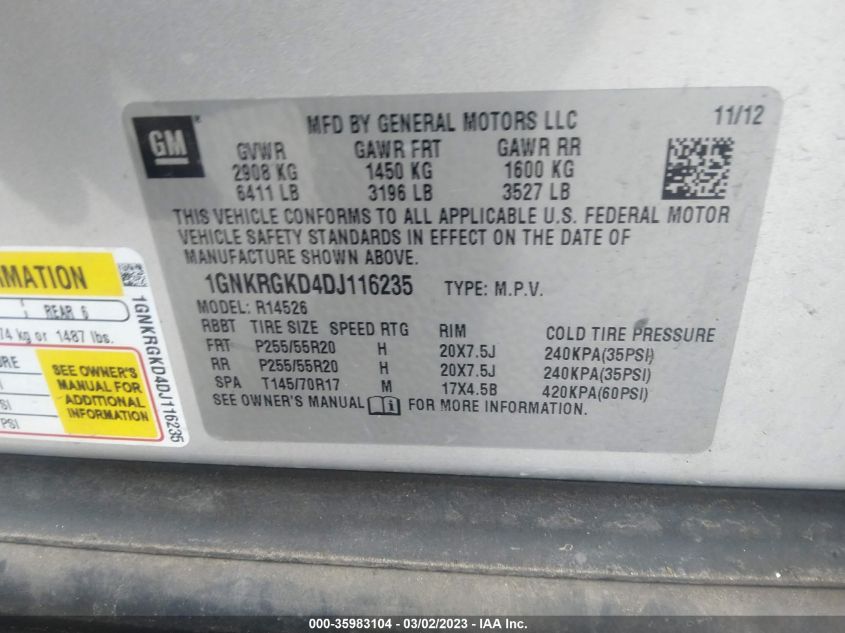 GM
MFD BY GENERAL MOTORS LLC
11/12
GVWR GAWR FRT GAWR RR
2908 KG 1450 KG 1600 KG
6411 LB 3196 LB 3527 LB
THIS VEHICLE CONFORMS TO ALL APPLICABLE U.S. FEDERAL MOTOR
VEHICLE SAFETY STANDARDS IN EFFECT ON THE DATE OF
MANUFACTURE SHOWN ABOVE.
1GNKRGKD4DJ116235 TYPE: M.P.V.
MODEL: R14526
RBBT TIRE SIZE SPEED RTG RIM COLD TIRE PRESSURE
FRT P255/55R20 H 20X7.5J 240KPA(35PSI)
RR P255/55R20 H 20X7.5J 240KPA(35PSI)
SPA T145/70R17 M 17X4.5B 420KPA(60PSI)
SEE OWNER'S MANUAL i FOR MORE INFORMATION.
REAR 6
kg or 1487 lbs.
SEE OWNER'S
MANUAL FOR
ADDITIONAL
INFORMATION
1GNKRGKD4DJ116235
000-35983104 - 03/02/2023 - © IAA Inc.